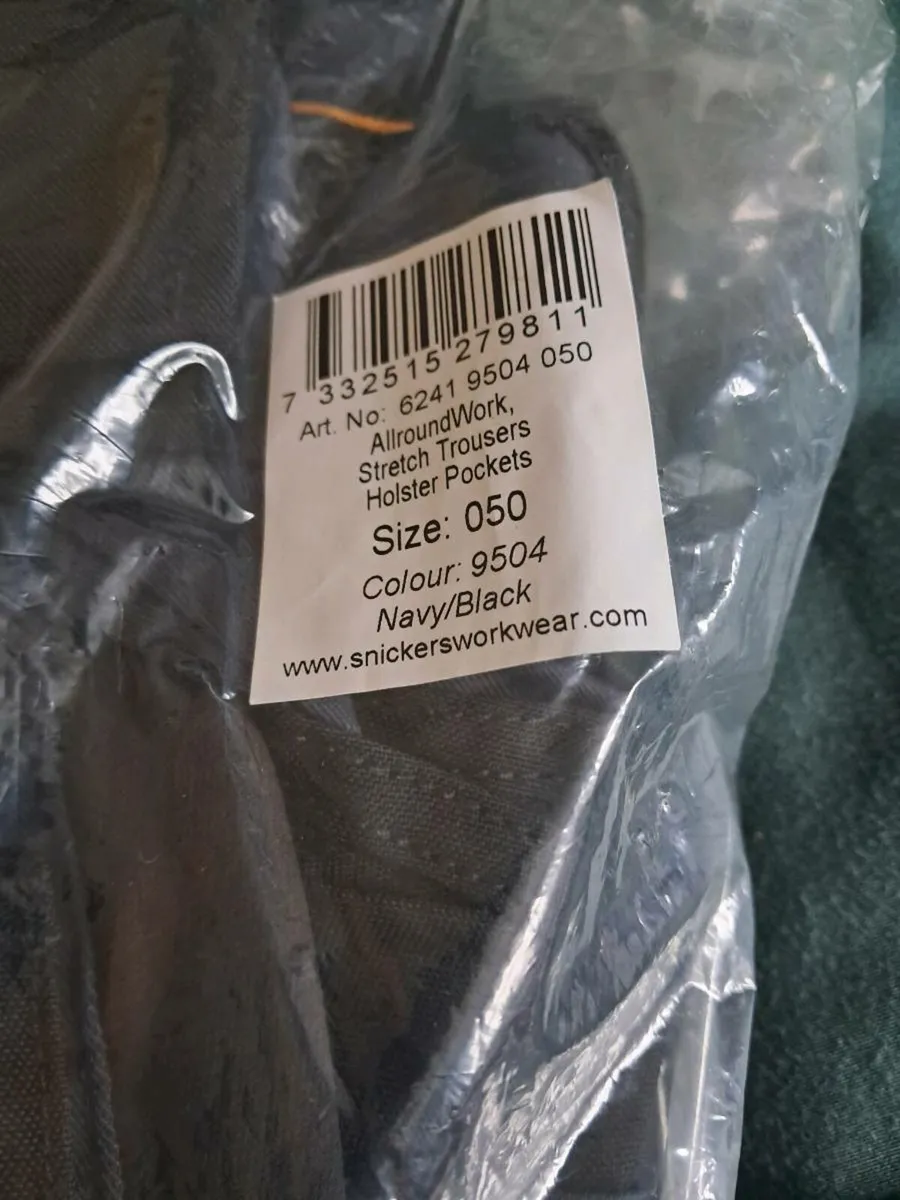 7 332515 279811
Art. No: 6241 9504 050
AllroundWork,
Stretch Trousers
Holster Pockets
Size: 050
Colour: 9504
Navy/Black
www.snickersworkwear.com